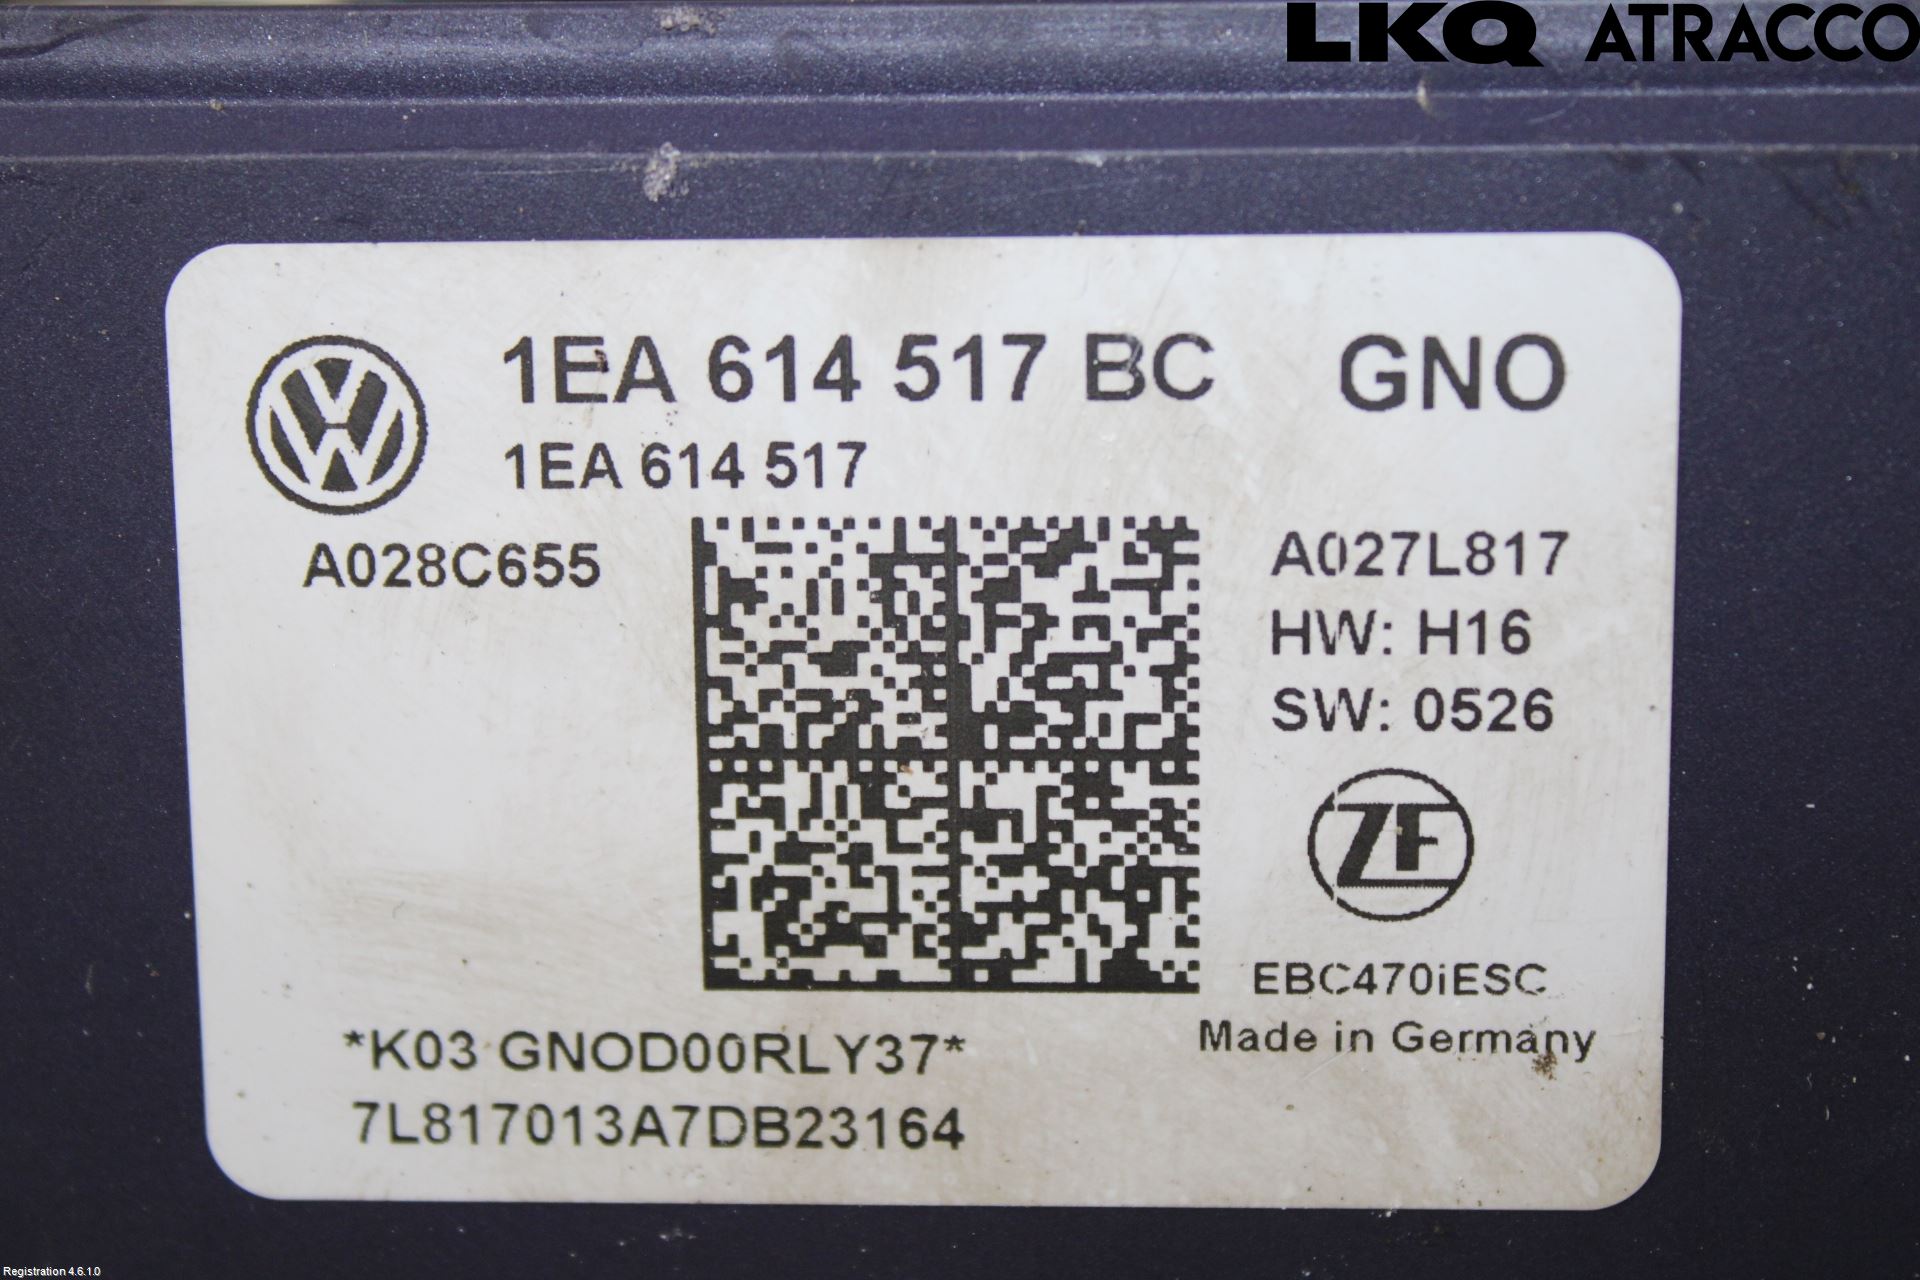 LKQ ATRACCO
1EA 614 517 BC GNO
1EA 614 517
A028C655
A027L817
HW: H16
SW: 0526
ZF
EBC470iESC
Made in Germany
*K03 GNOD00RLY37*
7L817013A7DB23164
Registration 4.6.1.0